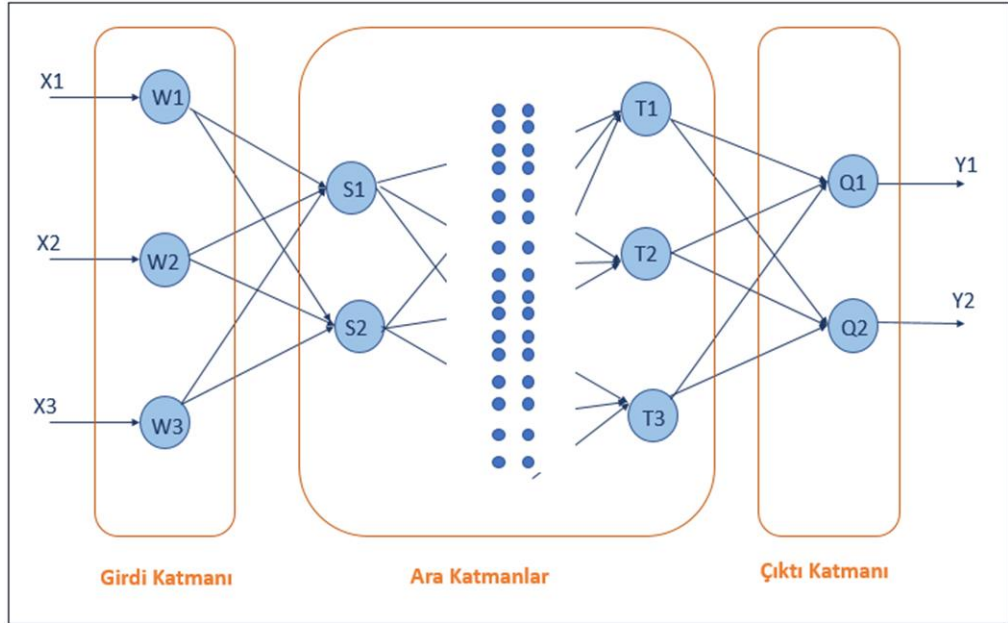 X1
W1
T1
S1
Q1
Y1
X2
W2
T2
S2
Q2
Y2
X3
W3
T3
Girdi Katmanı
Ara Katmanlar
Çıktı Katmanı